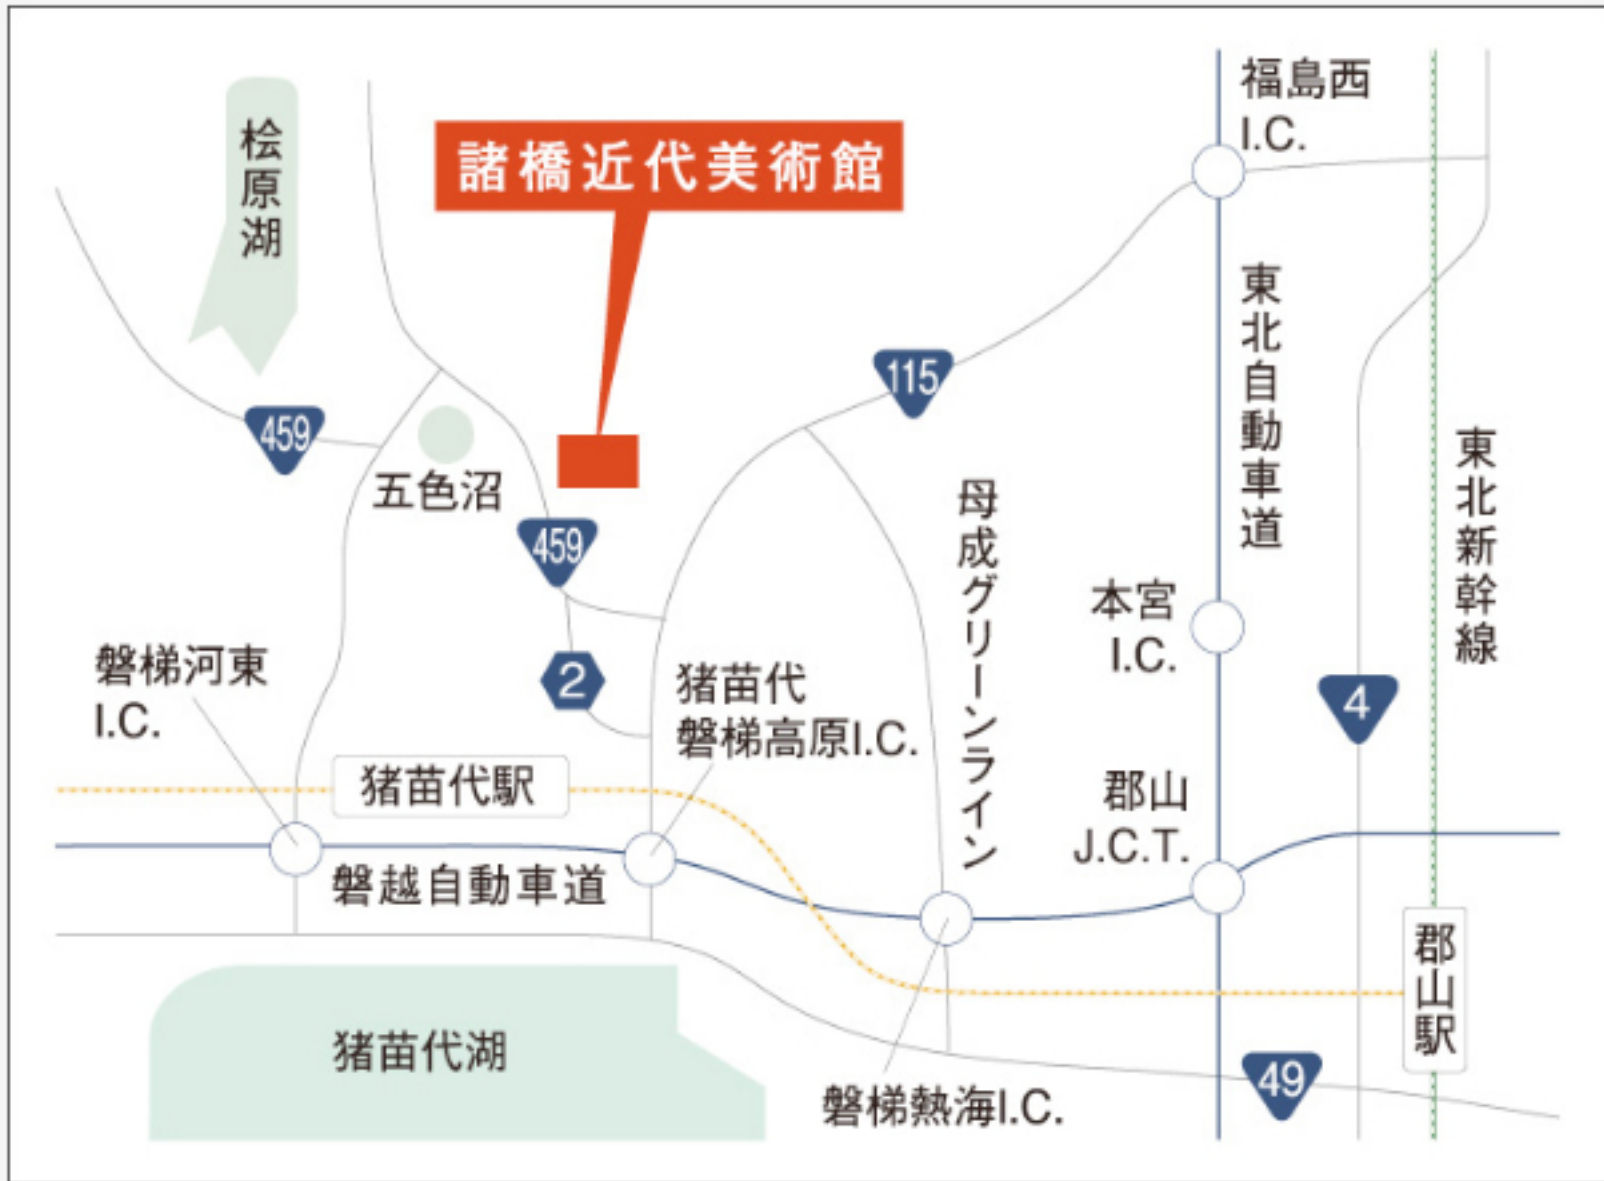 福島西
I.C.
桧原湖
諸橋近代美術館
東北自動車道
115
459
五色沼
東北新幹線
母成グリーンライン
459
本宮
I.C.
磐梯河東
I.C.
2
猪苗代
磐梯高原I.C.
4
猪苗代駅
郡山
J.C.T.
磐越自動車道
郡山駅
猪苗代湖
49
磐梯熱海I.C.